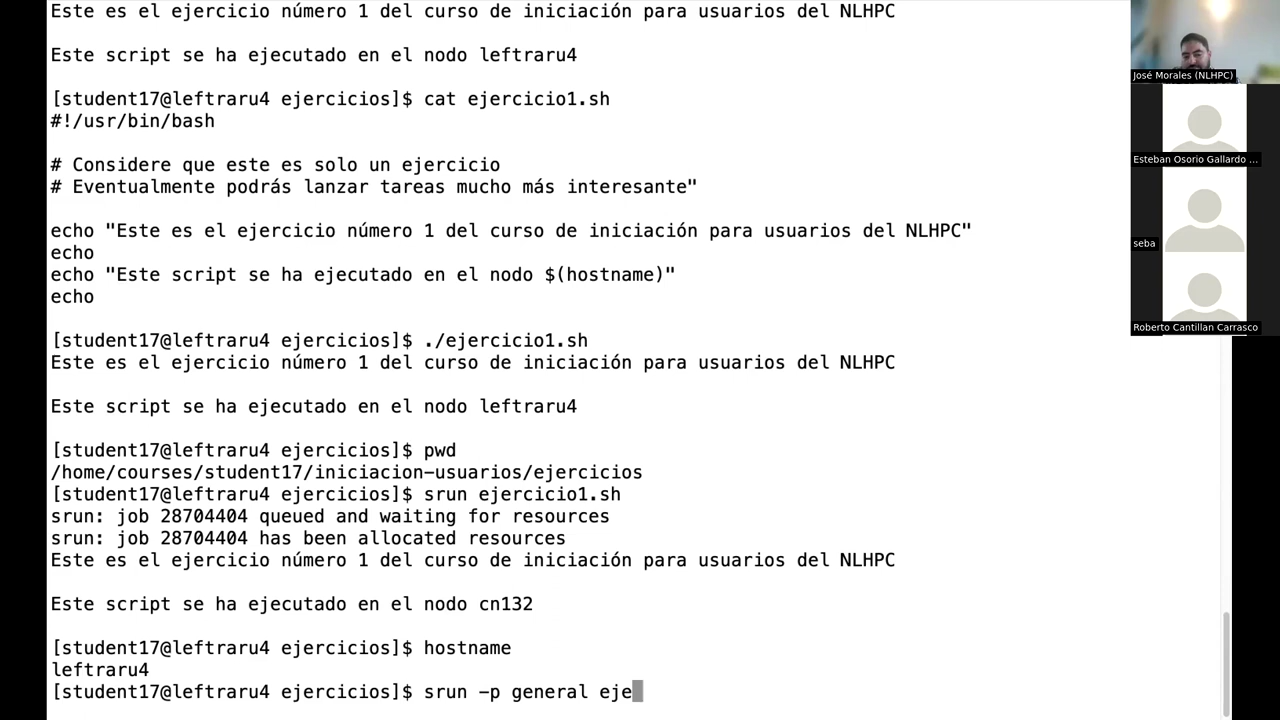 Este es el ejercicio número 1 del curso de iniciación para usuarios del NLHPC
Este script se ha ejecutado en el nodo leftraru4
[student17@leftraru4 ejercicios]$ cat ejercicio1.sh
#!/usr/bin/bash
# Considere que este es solo un ejercicio
# Eventualmente podrás lanzar tareas mucho más interesante"
echo "Este es el ejercicio número 1 del curso de iniciación para usuarios del NLHPC"
echo
echo "Este script se ha ejecutado en el nodo $(hostname)"
echo
[student17@leftraru4 ejercicios]$ ./ejercicio1.sh
Este es el ejercicio número 1 del curso de iniciación para usuarios del NLHPC
Este script se ha ejecutado en el nodo leftraru4
[student17@leftraru4 ejercicios]$ pwd
/home/courses/student17/iniciacion-usuarios/ejercicios
[student17@leftraru4 ejercicios]$ srun ejercicio1.sh
srun: job 28704404 queued and waiting for resources
srun: job 28704404 has been allocated resources
Este es el ejercicio número 1 del curso de iniciación para usuarios del NLHPC
Este script se ha ejecutado en el nodo cn132
[student17@leftraru4 ejercicios]$ hostname
leftraru4
[student17@leftraru4 ejercicios]$ srun -p general eje
José Morales (NLHPC)
Esteban Osorio Gallardo ...
seba
Roberto Cantillan Carrasco